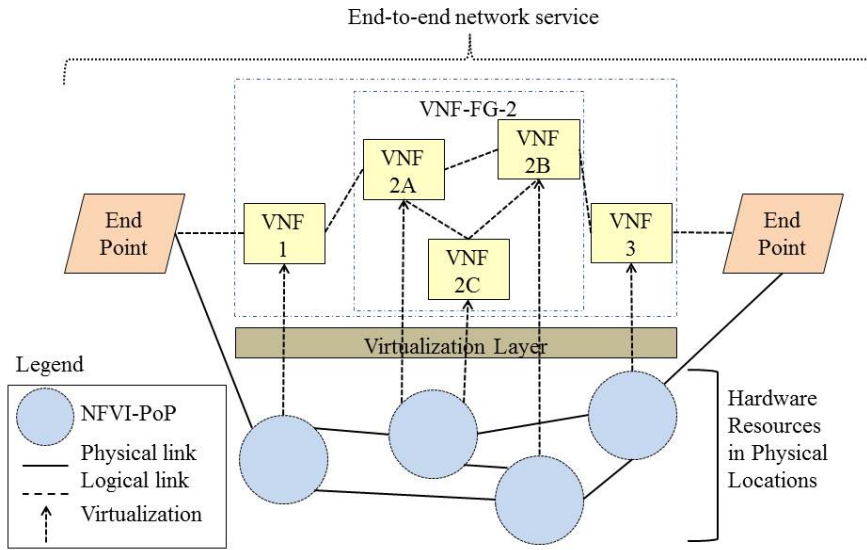 End-to-end network service
VNF-FG-2
VNF
2A
VNF
2B
End
Point
VNF
1
VNF
2C
VNF
3
End
Point
Virtualization Layer
Legend
NFVI-PoP
Physical link
Logical link
Virtualization
Hardware
Resources
in Physical
Locations